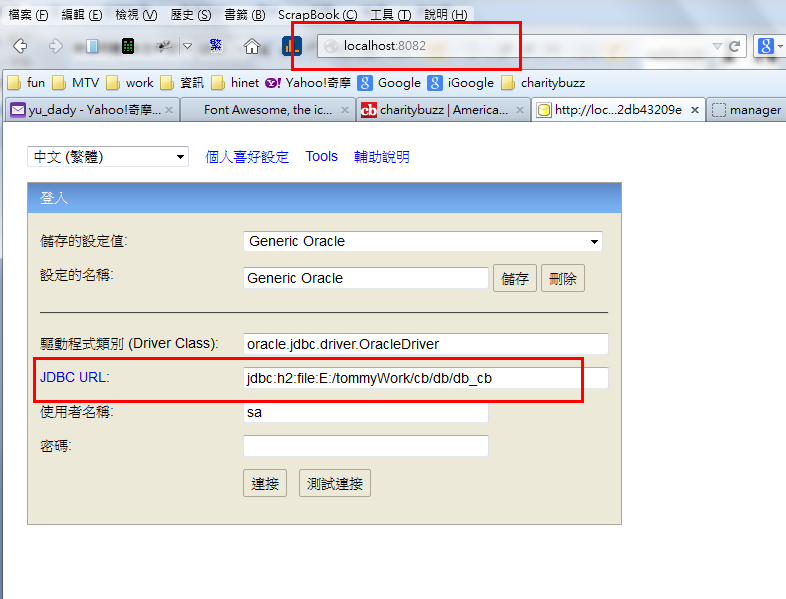 檔案 (F) 編輯 (E) 檢視 (V) 歷史 (S) 書籤 (B) ScrapBook (C) 工具 (T) 說明 (H)
繁 localhost:8082
fun MTV work 資訊 hinet Yahoo!奇摩 Google iGoogle charitybuzz
yu_dady - Yahoo!奇摩... Font Awesome, the ic... cb charitybuzz | America... http://loc...2db43209e manager
中文 (繁體) 個人喜好設定 Tools 輔助說明
登入
儲存的設定值: Generic Oracle
設定的名稱: Generic Oracle 儲存 刪除
驅動程式類別 (Driver Class): oracle.jdbc.driver.OracleDriver
JDBC URL: jdbc:h2:file:E:/tommyWork/cb/db/db_cb
使用者名稱: sa
密碼:
連接 測試連接